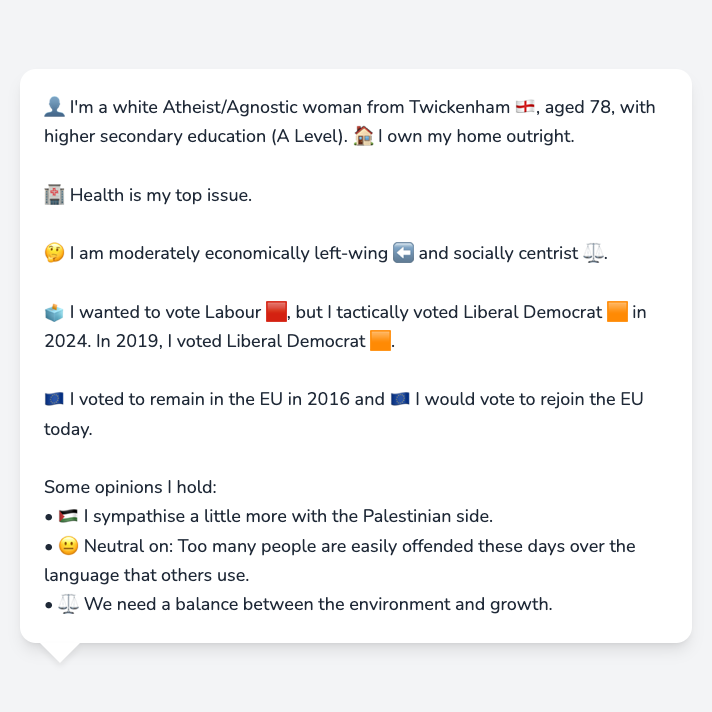 👤 I'm a white Atheist/Agnostic woman from Twickenham 🏴󠁧󠁢󠁥󠁮󠁧󠁿, aged 78, with
higher secondary education (A Level). 🏠 I own my home outright.
🏥 Health is my top issue.
🤔 I am moderately economically left-wing ⬅️ and socially centrist ⚖️.
🗳️ I wanted to vote Labour 🟥, but I tactically voted Liberal Democrat 🟧 in
2024. In 2019, I voted Liberal Democrat 🟧.
🇪🇺 I voted to remain in the EU in 2016 and 🇪🇺 I would vote to rejoin the EU
today.
Some opinions I hold:
• 🇵🇸 I sympathise a little more with the Palestinian side.
• 😐 Neutral on: Too many people are easily offended these days over the
language that others use.
• ⚖️ We need a balance between the environment and growth.